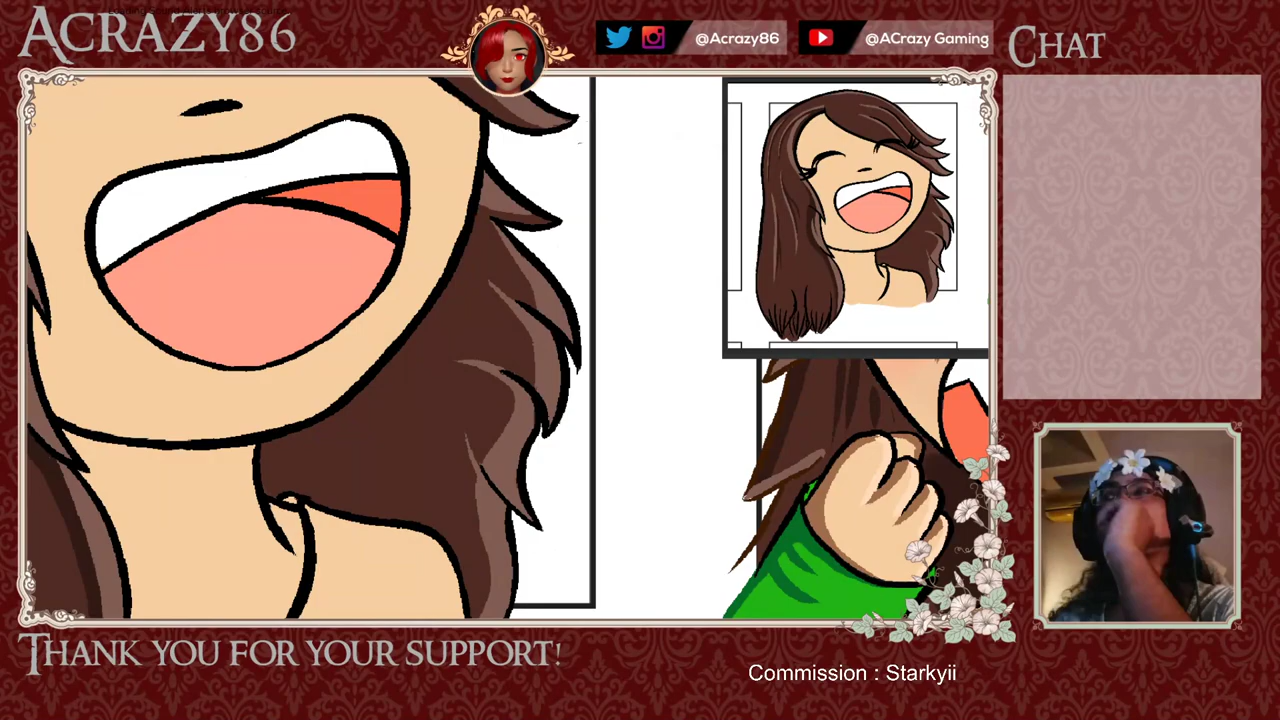 ACRAZY86
@Acrazy86
@ACrazy Gaming
CHAT
THANK YOU FOR YOUR SUPPORT!
Commission : Starkyii